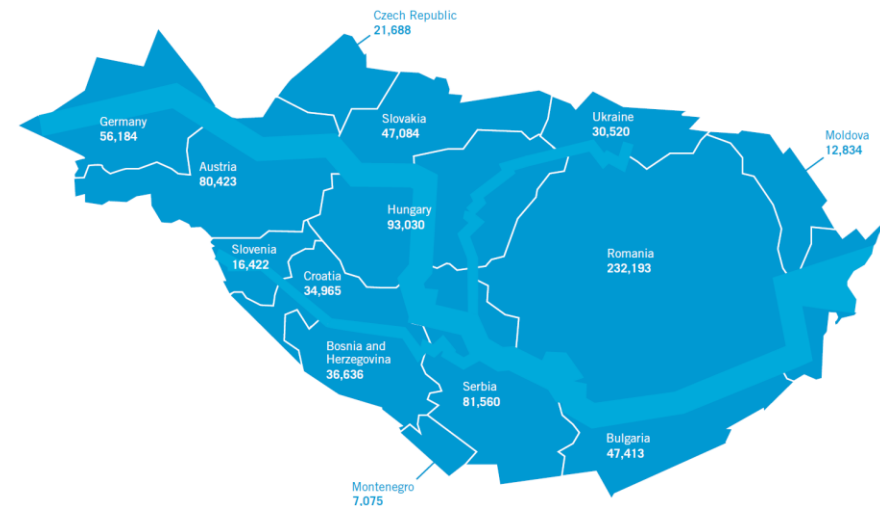 Czech Republic
21,688
Germany
56,184
Slovakia
47,084
Ukraine
30,520
Moldova
12,834
Austria
80,423
Hungary
93,030
Slovenia
16,422
Croatia
34,965
Romania
232,193
Bosnia and
Herzegovina
36,636
Serbia
81,560
Bulgaria
47,413
Montenegro
7,075